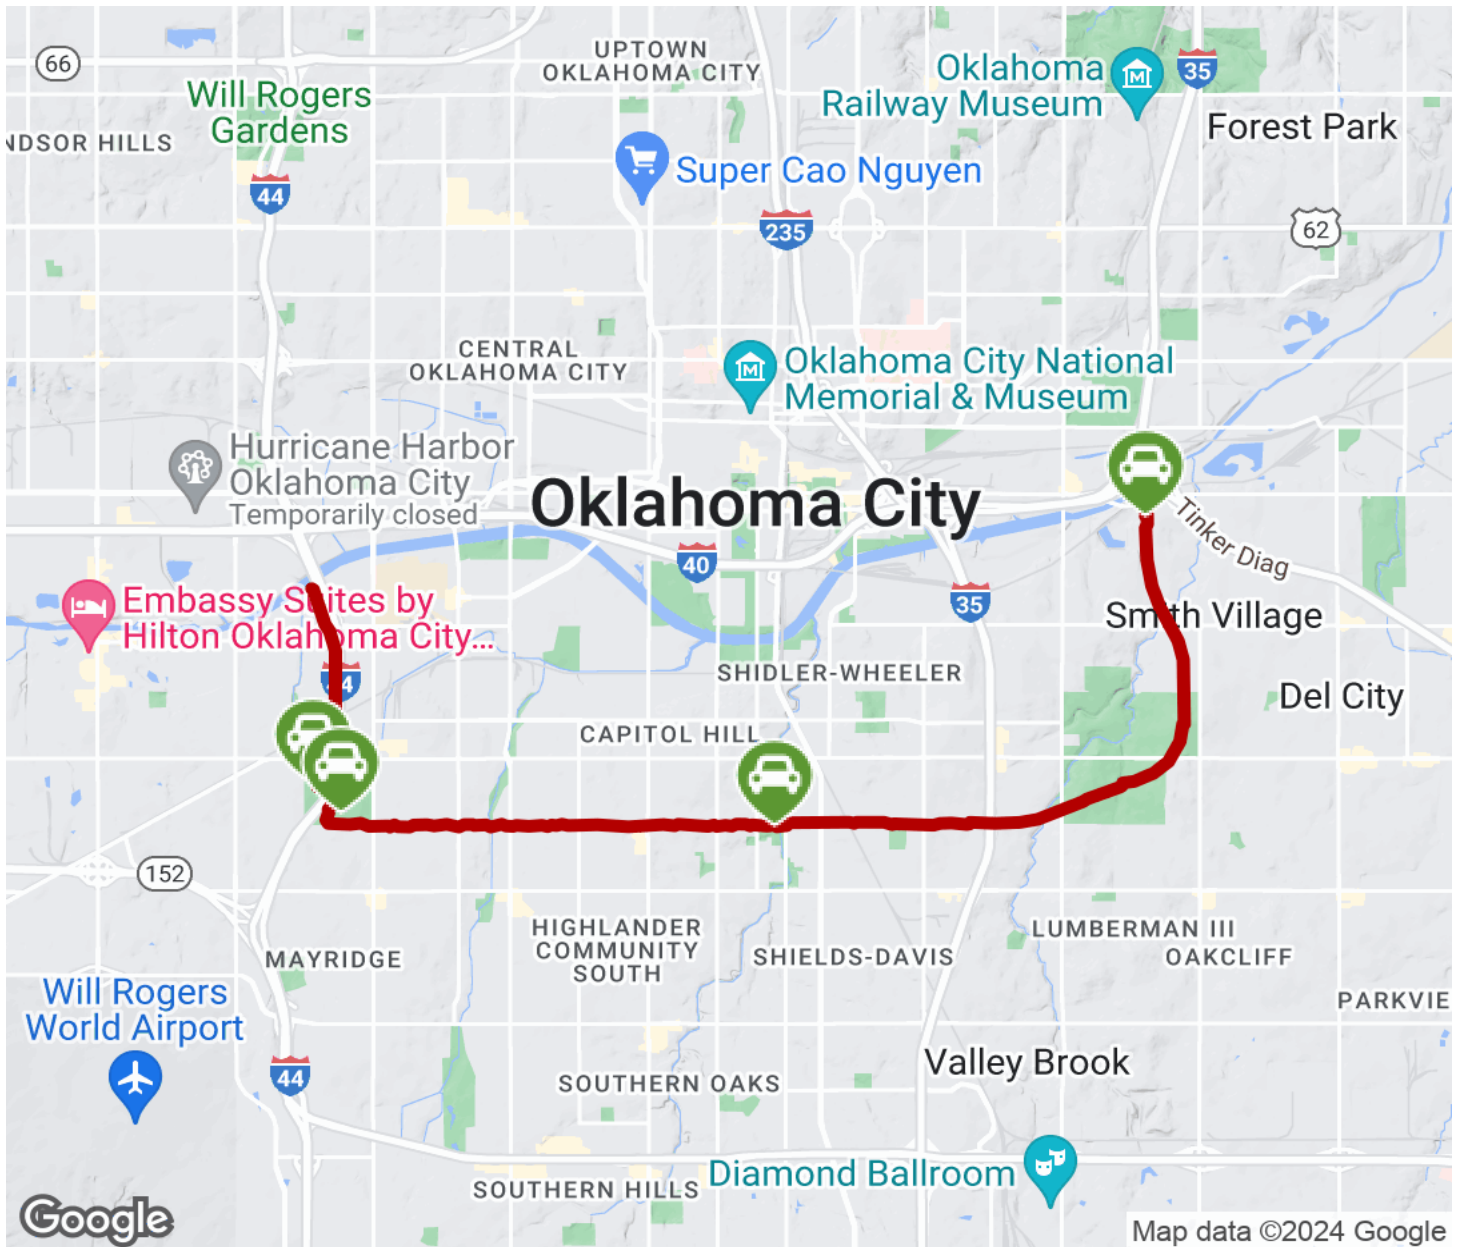 66
UPTOWN
OKLAHOMA CITY
Oklahoma
Railway Museum
35
Will Rogers
Gardens
Forest Park
NDSOR HILLS
Super Cao Nguyen
44
235
62
CENTRAL
OKLAHOMA CITY
Oklahoma City National
Memorial & Museum
Hurricane Harbor
Oklahoma City
Temporarily closed
Oklahoma City
Tinker Diag
40
35
Embassy Suites by
Hilton Oklahoma City...
Smith Village
SHIDLER-WHEELER
44
Del City
CAPITOL HILL
152
HIGHLANDER
COMMUNITY
SOUTH
LUMBERMAN III
MAYRIDGE
SHIELDS-DAVIS
OAKCLIFF
Will Rogers
World Airport
PARKVIE
44
Valley Brook
SOUTHERN OAKS
Diamond Ballroom
SOUTHERN HILLS
Google
Map data ©2024 Google